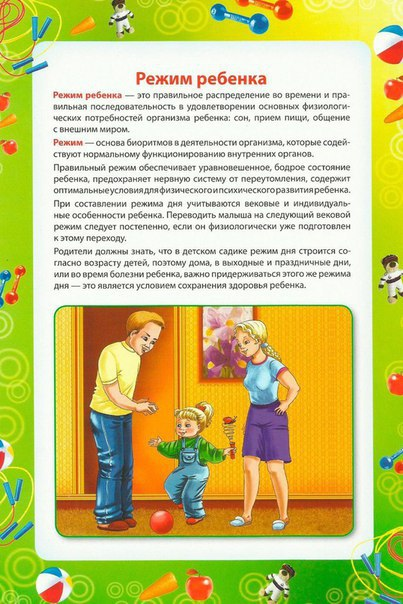 Режим ребенка
Режим ребенка — это правильное распределение во времени и пра-
вильная последовательность в удовлетворении основных физиологи-
ческих потребностей организма ребенка: сон, прием пищи, общение
с внешним миром.
Режим — основа биоритмов в деятельности организма, которые содей-
ствуют нормальному функционированию внутренних органов.
Правильный режим обеспечивает уравновешенное, бодрое состояние
ребенка, предохраняет нервную систему от переутомления, содержит
оптимальные условия для физического и психического развития ребенка.
При составлении режима дня учитываются вековые и индивидуаль-
ные особенности ребенка. Переводить малыша на следующий вековой
режим следует постепенно, если он физиологически уже подготовлен
к этому переходу.
Родители должны знать, что в детском садике режим дня строится со-
гласно возрасту детей, поэтому дома, в выходные и праздничные дни,
или во время болезни ребенка, важно придерживаться этого же режима
дня — это является условием сохранения здоровья ребенка.